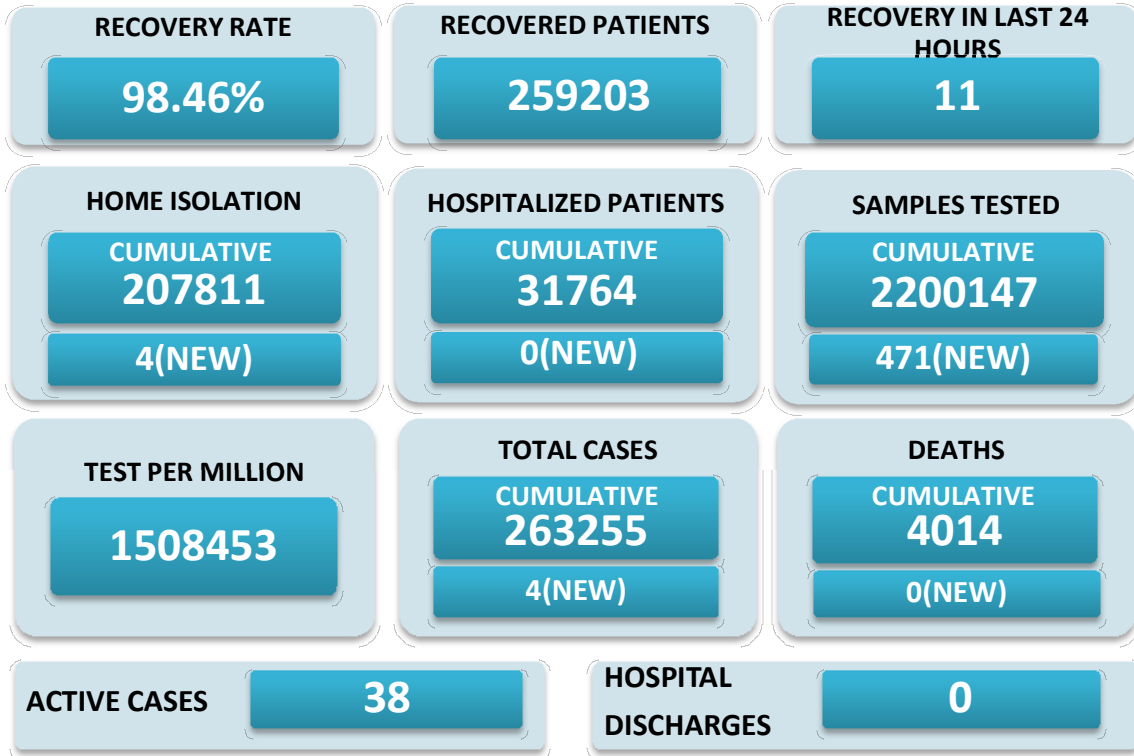 RECOVERY RATE
98.46%
RECOVERED PATIENTS
259203
RECOVERY IN LAST 24
HOURS
11
HOME ISOLATION
CUMULATIVE
207811
4(NEW)
HOSPITALIZED PATIENTS
CUMULATIVE
31764
0(NEW)
SAMPLES TESTED
CUMULATIVE
2200147
471(NEW)
TEST PER MILLION
1508453
TOTAL CASES
CUMULATIVE
263255
4(NEW)
DEATHS
CUMULATIVE
4014
0(NEW)
ACTIVE CASES
38
HOSPITAL
DISCHARGES
0